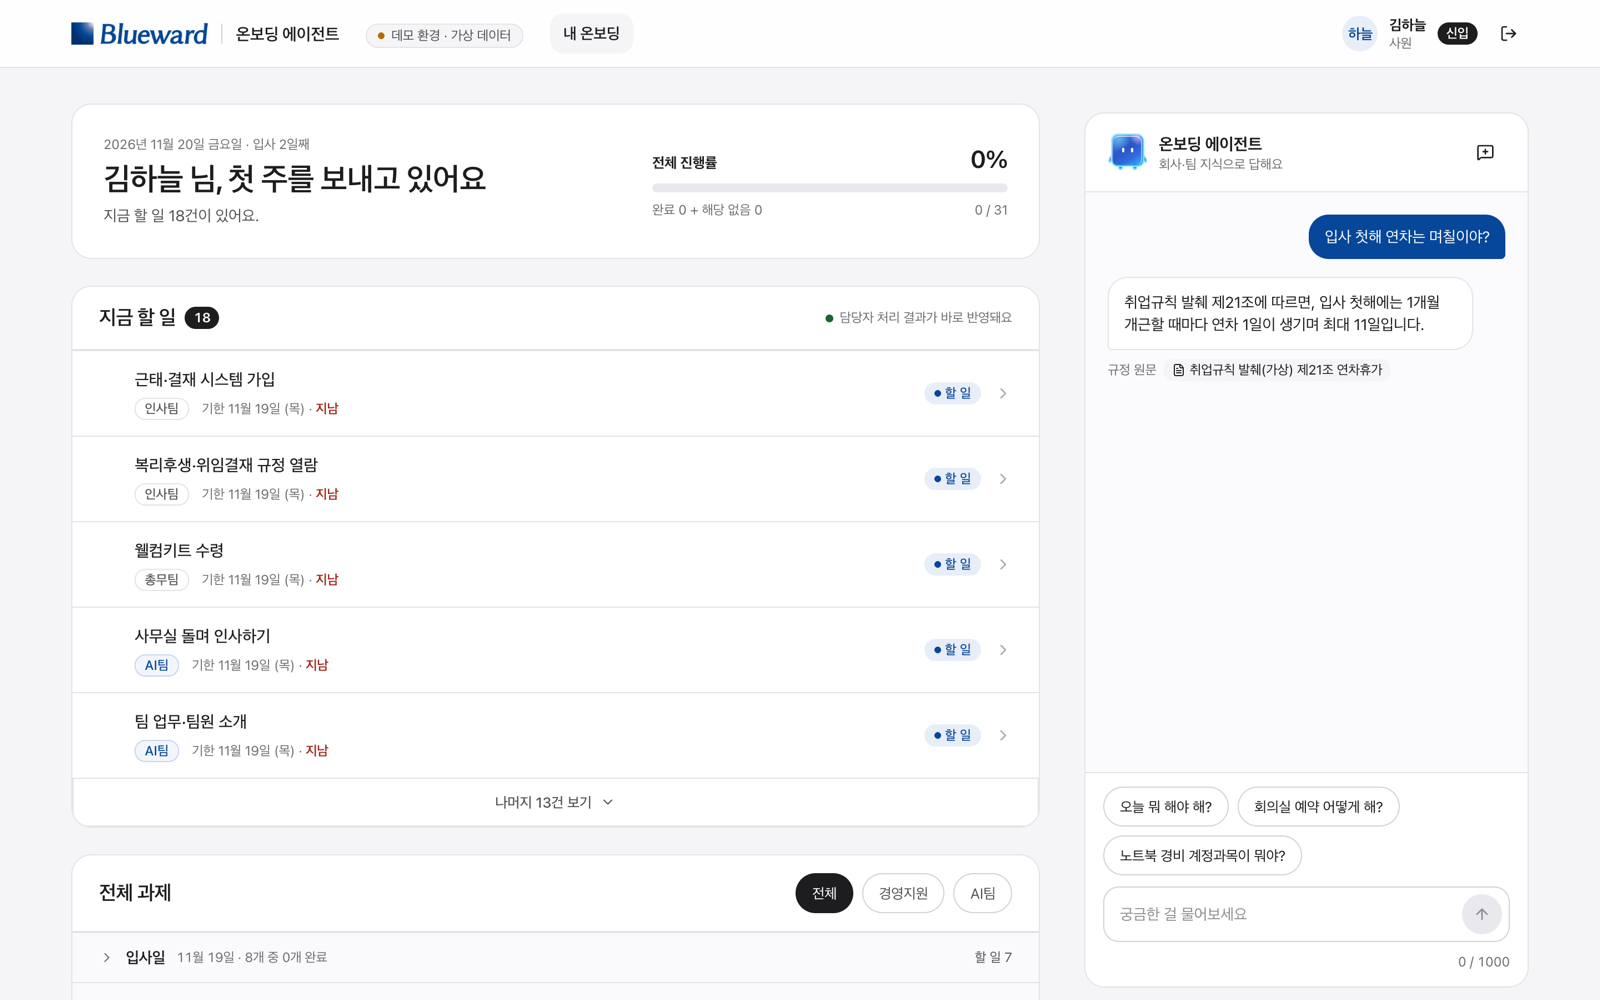 Blueward
온보딩 에이전트
데모 환경 · 가상 데이터
내 온보딩
하늘
김하늘
사원
신입
2026년 11월 20일 금요일 · 입사 2일째
김하늘 님, 첫 주를 보내고 있어요
지금 할 일 18건이 있어요.
전체 진행률
0%
완료 0 + 해당 없음 0
0 / 31
지금 할 일 18
담당자 처리 결과가 바로 반영돼요
근태·결재 시스템 가입
인사팀 기한 11월 19일 (목) · 지남
할 일
복리후생·위임결재 규정 열람
인사팀 기한 11월 19일 (목) · 지남
할 일
웰컴키트 수령
총무팀 기한 11월 19일 (목) · 지남
할 일
사무실 돌며 인사하기
AI팀 기한 11월 19일 (목) · 지남
할 일
팀 업무·팀원 소개
AI팀 기한 11월 19일 (목) · 지남
할 일
나머지 13건 보기
전체 과제
전체
경영지원
AI팀
입사일 11월 19일 · 8개 중 0개 완료
할 일 7
온보딩 에이전트
회사·팀 지식으로 답해요
입사 첫해 연차는 며칠이야?
취업규칙 발췌 제21조에 따르면, 입사 첫해에는 1개월
개근할 때마다 연차 1일이 생기며 최대 11일입니다.
규정 원문 취업규칙 발췌(가상) 제21조 연차휴가
오늘 뭐 해야 해?
회의실 예약 어떻게 해?
노트북 경비 계정과목이 뭐야?
궁금한 걸 물어보세요
0 / 1000